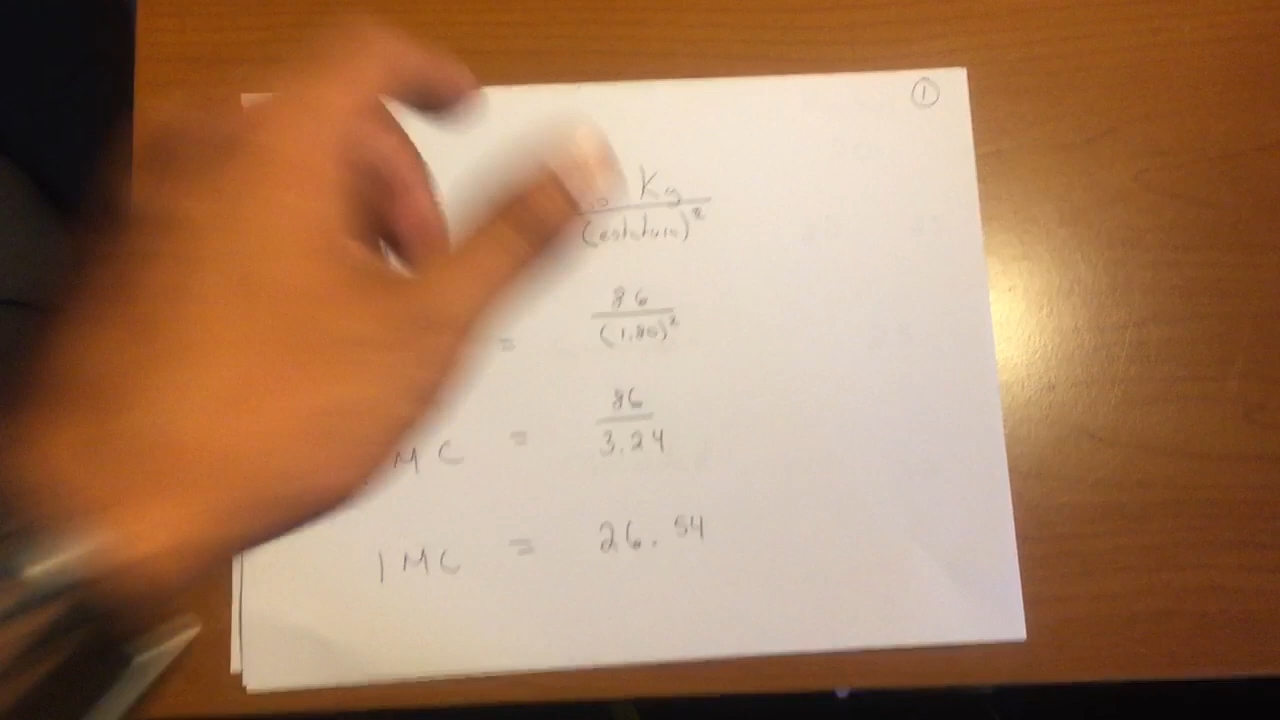 ①
Kg
(estatura)²
86
= (1.80)²
86
MC = 3.24
IMC = 26.54